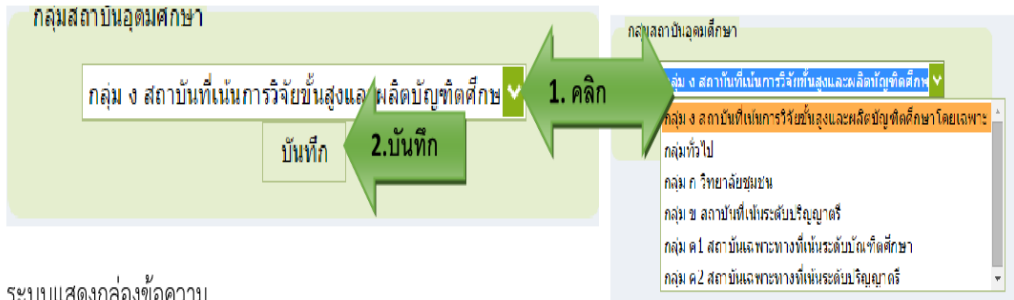 กลุ่มสถาบันอุดมศึกษา
กลุ่ม ง สถาบันที่เน้นการวิจัยขั้นสูงและผลิตบัญฑิตศึกษ
1. คลิก
บันทึก
2.บันทึก
กลุ่มสถาบันอุดมศึกษา
กลุ่ม ง สถาบันที่เน้นการวิจัยขั้นสูงและผลิตบัญฑิตศึกษ
กลุ่ม ง สถาบันที่เน้นการวิจัยขั้นสูงและผลิตบัญฑิตศึกษาโดยเฉพาะ
กลุ่มทั่วไป
กลุ่ม ก วิทยาลัยชุมชน
กลุ่ม ข สถาบันที่เน้นระดับปริญญาตรี
กลุ่ม ค1 สถาบันเฉพาะทางที่เน้นระดับบัณฑิตศึกษา
กลุ่ม ค2 สถาบันเฉพาะทางที่เน้นระดับปริญญาตรี
ระบบแสดงกล่องข้อความ